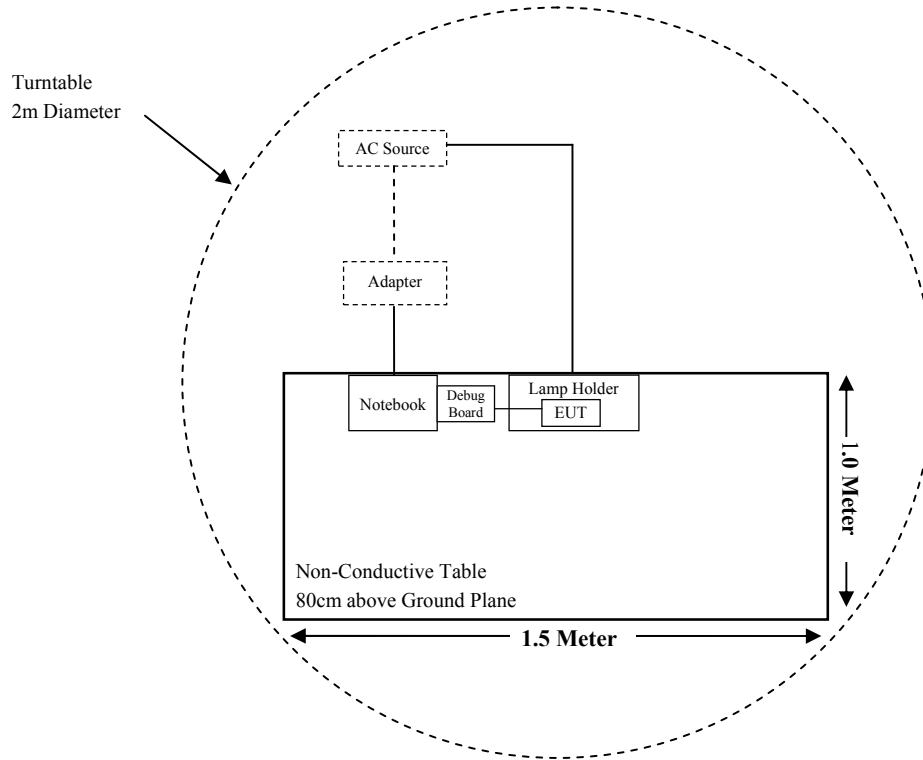 Turntable
2m Diameter
AC Source
Adapter
Notebook
Debug
Board
Lamp Holder
EUT
1.0 Meter
Non-Conductive Table
80cm above Ground Plane
1.5 Meter